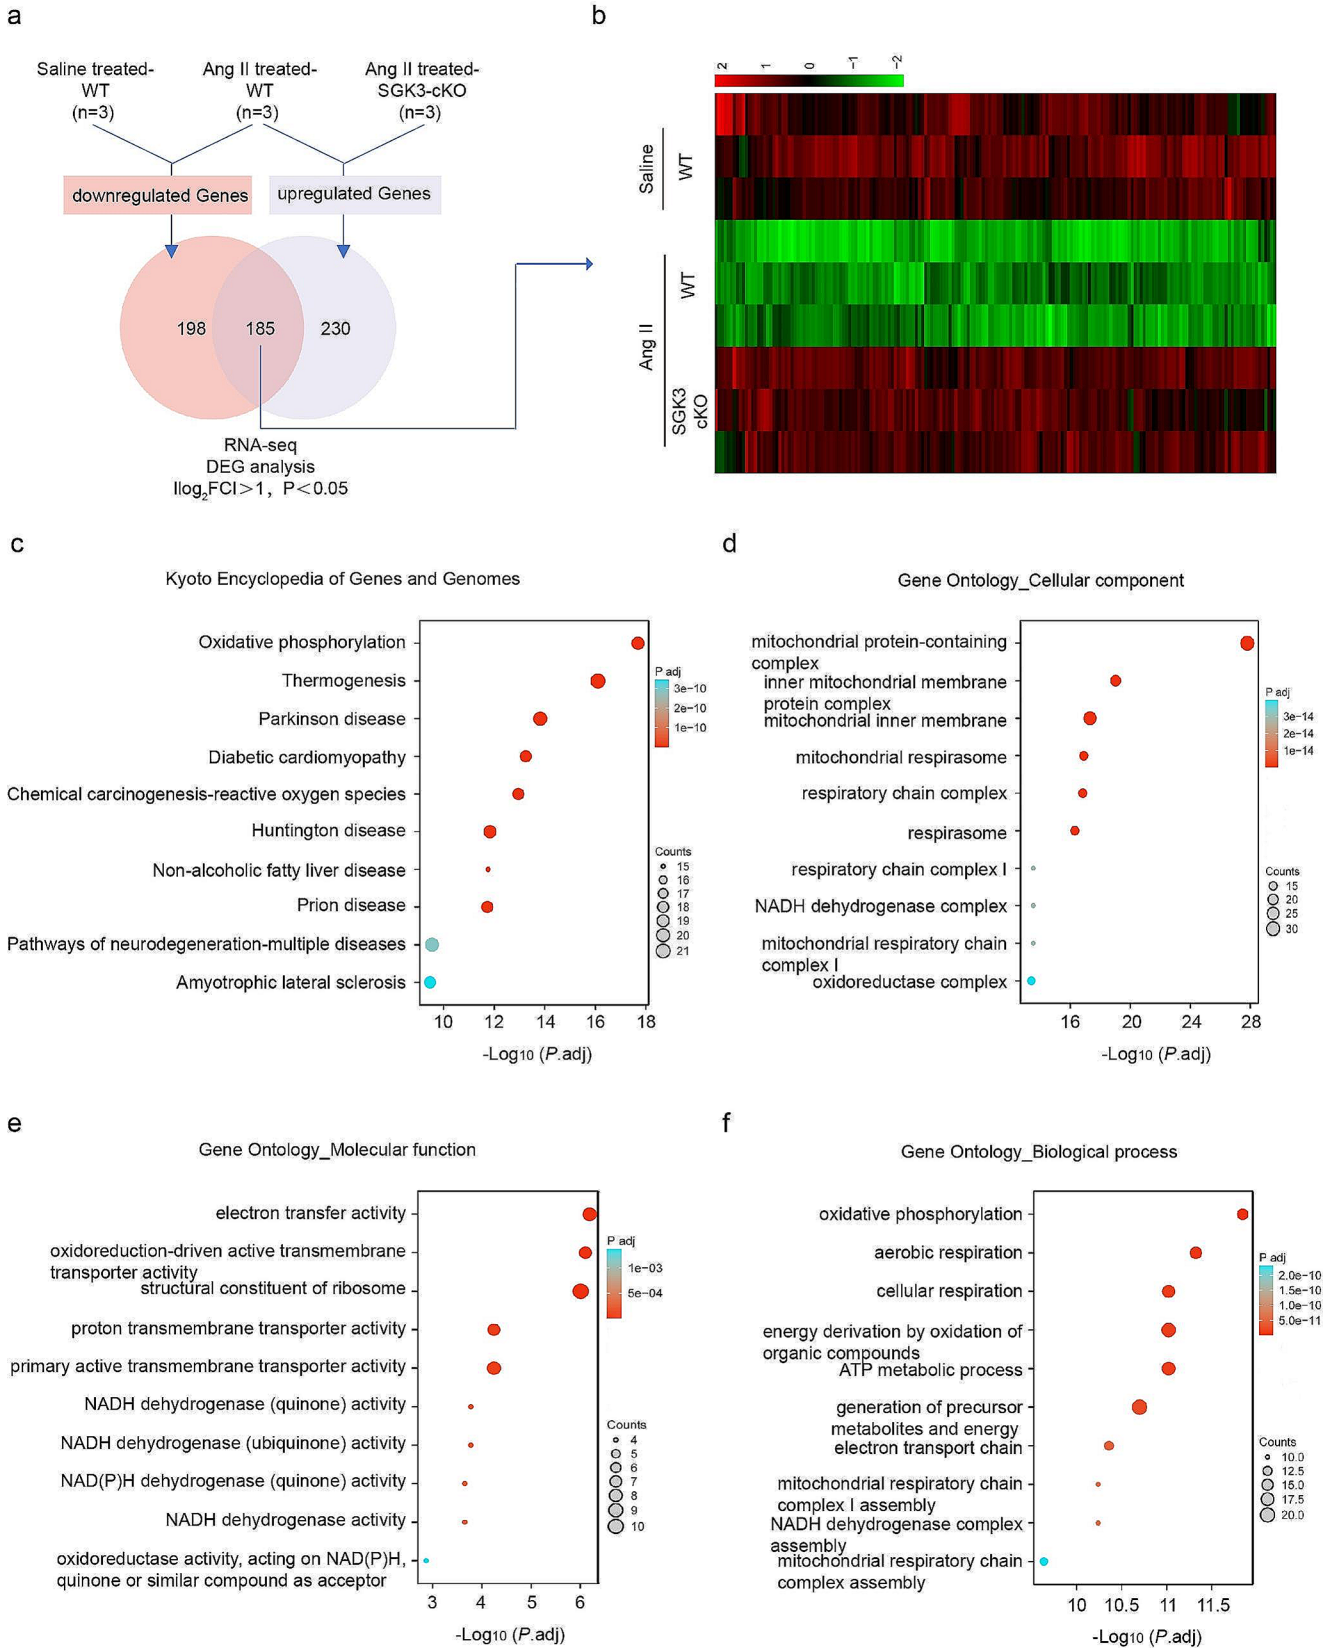 a
Saline treated-
WT
(n=3)
Ang II treated-
WT
(n=3)
Ang II treated-
SGK3-cKO
(n=3)
downregulated Genes
upregulated Genes
198
185
230
RNA-seq
DEG analysis
Ilog2FCI>1, P<0.05
b
2
1
0
−1
−2
Saline
WT
Ang II
WT
SGK3
cKO
c
Kyoto Encyclopedia of Genes and Genomes
Oxidative phosphorylation
Thermogenesis
Parkinson disease
Diabetic cardiomyopathy
Chemical carcinogenesis-reactive oxygen species
Huntington disease
Non-alcoholic fatty liver disease
Prion disease
Pathways of neurodegeneration-multiple diseases
Amyotrophic lateral sclerosis
10 12 14 16 18
-Log10 (P.adj)
P adj
3e−10
2e−10
1e−10
Counts
15
16
17
18
19
20
21
d
Gene Ontology_Cellular component
mitochondrial protein-containing
complex
inner mitochondrial membrane
protein complex
mitochondrial inner membrane
mitochondrial respirasome
respiratory chain complex
respirasome
respiratory chain complex I
NADH dehydrogenase complex
mitochondrial respiratory chain
complex I
oxidoreductase complex
16 20 24 28
-Log10 (P.adj)
P adj
3e−14
2e−14
1e−14
Counts
15
20
25
30
e
Gene Ontology_Molecular function
electron transfer activity
oxidoreduction-driven active transmembrane
transporter activity
structural constituent of ribosome
proton transmembrane transporter activity
primary active transmembrane transporter activity
NADH dehydrogenase (quinone) activity
NADH dehydrogenase (ubiquinone) activity
NAD(P)H dehydrogenase (quinone) activity
NADH dehydrogenase activity
oxidoreductase activity, acting on NAD(P)H,
quinone or similar compound as acceptor
3 4 5 6
-Log10 (P.adj)
P adj
1e−03
5e−04
Counts
4
5
6
7
8
9
10
f
Gene Ontology_Biological process
oxidative phosphorylation
aerobic respiration
cellular respiration
energy derivation by oxidation of
organic compounds
ATP metabolic process
generation of precursor
metabolites and energy
electron transport chain
mitochondrial respiratory chain
complex I assembly
NADH dehydrogenase complex
assembly
mitochondrial respiratory chain
complex assembly
10 10.5 11 11.5
-Log10 (P.adj)
P adj
2.0e−10
1.5e−10
1.0e−10
5.0e−11
Counts
10.0
12.5
15.0
17.5
20.0